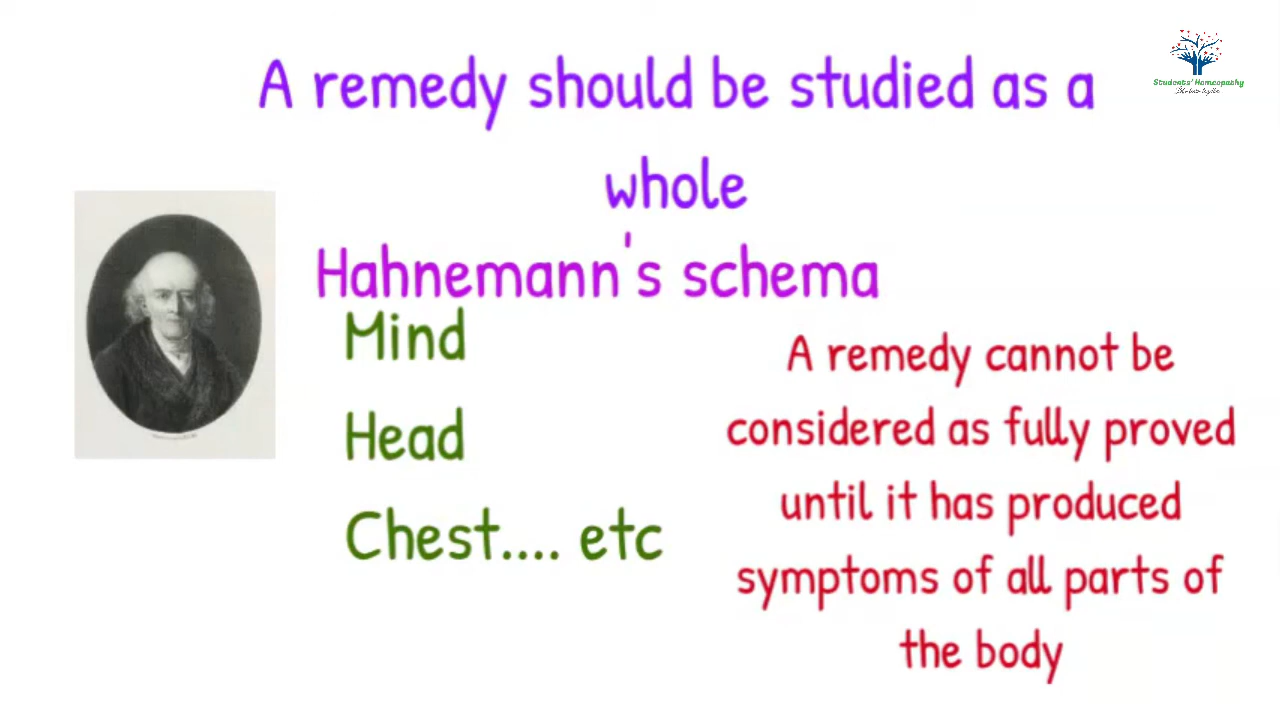 Students' Homeopathy
A remedy should be studied as a
whole
Hahnemann's schema
Mind
Head
Chest.... etc
A remedy cannot be
considered as fully proved
until it has produced
symptoms of all parts of
the body